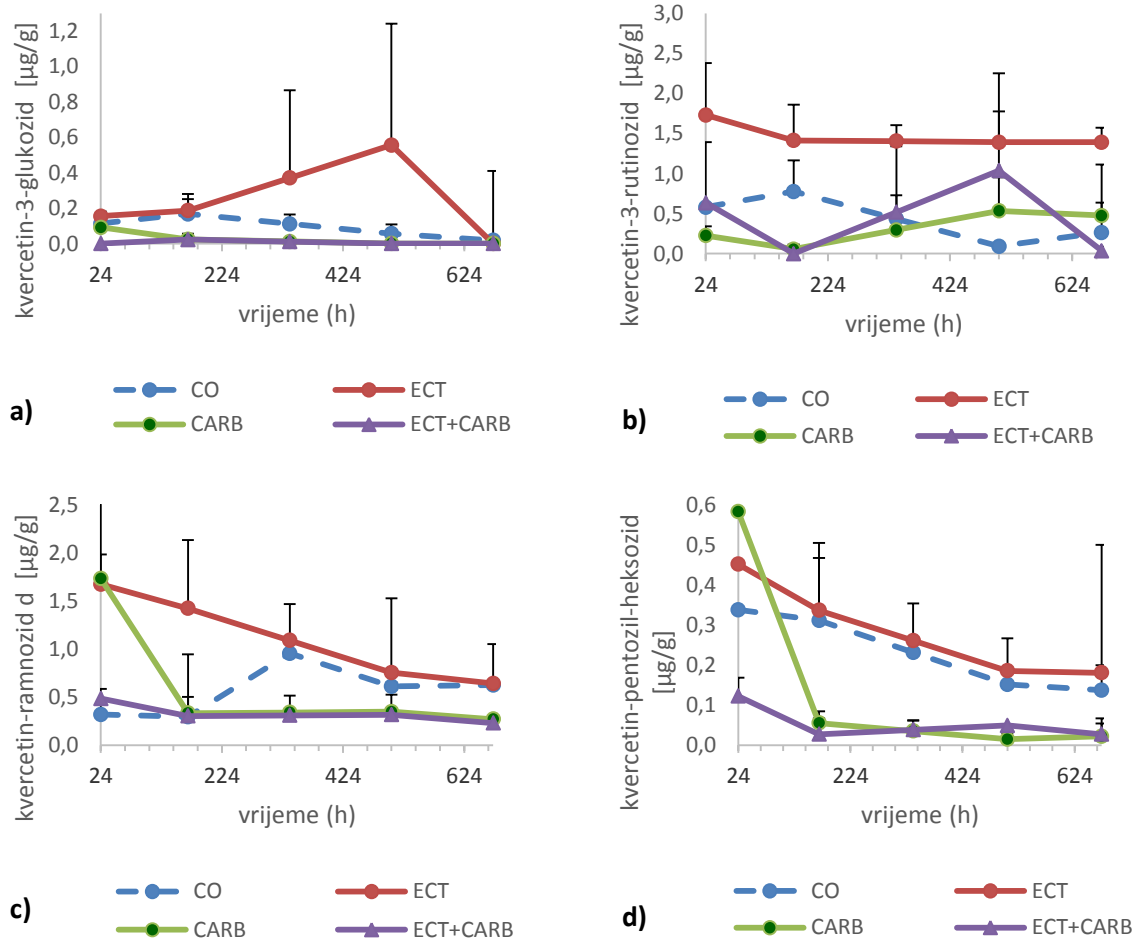 kvercetin-3-glukozid [µg/g]
1,2
1,0
0,8
0,6
0,4
0,2
0,0
24 224 424 624
vrijeme (h)
CO ECT
CARB ECT+CARB
a)
kvercetin-3-rutinozid [µg/g]
3,0
2,5
2,0
1,5
1,0
0,5
0,0
24 224 424 624
vrijeme (h)
CO ECT
CARB ECT+CARB
b)
kvercetin-ramnozid d [µg/g]
2,5
2,0
1,5
1,0
0,5
0,0
24 224 424 624
vrijeme (h)
CO ECT
CARB ECT+CARB
c)
kvercetin-pentozil-heksozid
[µg/g]
0,6
0,5
0,4
0,3
0,2
0,1
0,0
24 224 424 624
vrijeme (h)
CO ECT
CARB ECT+CARB
d)